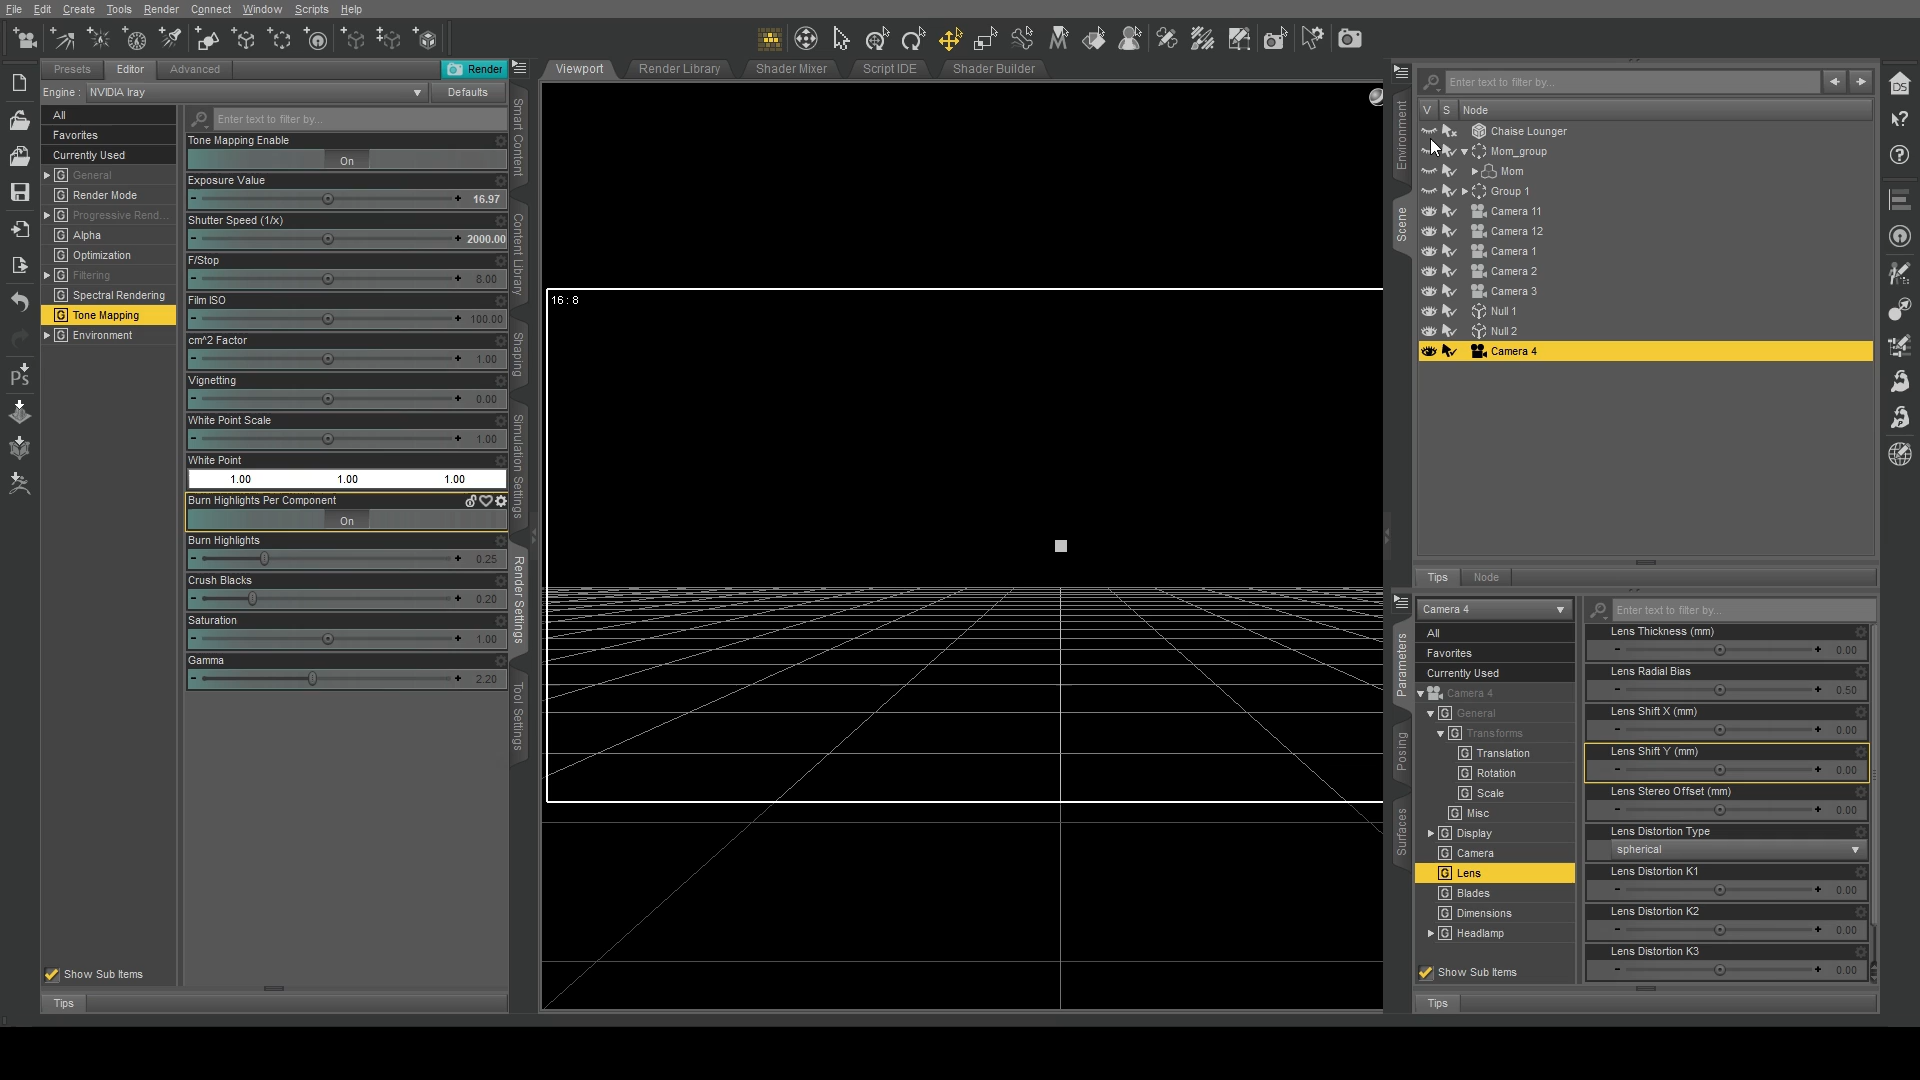 File Edit Create Tools Render Connect Window Scripts Help
Presets Editor Advanced Render
Engine : NVIDIA Iray Defaults
All
Favorites
Currently Used
General
Render Mode
Progressive Rend...
Alpha
Optimization
Filtering
Spectral Rendering
Tone Mapping
Environment
Show Sub Items
Tips
Enter text to filter by...
Tone Mapping Enable
On
Exposure Value
16.97
Shutter Speed (1/x)
2000.00
F/Stop
8.00
Film ISO
100.00
cm^2 Factor
1.00
Vignetting
0.00
White Point Scale
1.00
White Point
1.00 1.00 1.00
Burn Highlights Per Component
On
Burn Highlights
0.25
Crush Blacks
0.20
Saturation
1.00
Gamma
2.20
Smart Content
Content Library
Shaping
Simulation Settings
Render Settings
Tool Settings
Viewport Render Library Shader Mixer Script IDE Shader Builder
16 : 8
Environment
Scene
Enter text to filter by...
V S Node
Chaise Lounger
Mom_group
Mom
Group 1
Camera 11
Camera 12
Camera 1
Camera 2
Camera 3
Null 1
Null 2
Camera 4
Tips Node
Parameters
Posing
Surfaces
Camera 4
All
Favorites
Currently Used
Camera 4
General
Transforms
Translation
Rotation
Scale
Misc
Display
Camera
Lens
Blades
Dimensions
Headlamp
Show Sub Items
Tips
Enter text to filter by...
Lens Thickness (mm)
0.00
Lens Radial Bias
0.50
Lens Shift X (mm)
0.00
Lens Shift Y (mm)
0.00
Lens Stereo Offset (mm)
0.00
Lens Distortion Type
spherical
Lens Distortion K1
0.00
Lens Distortion K2
0.00
Lens Distortion K3
0.00
Ps
DS